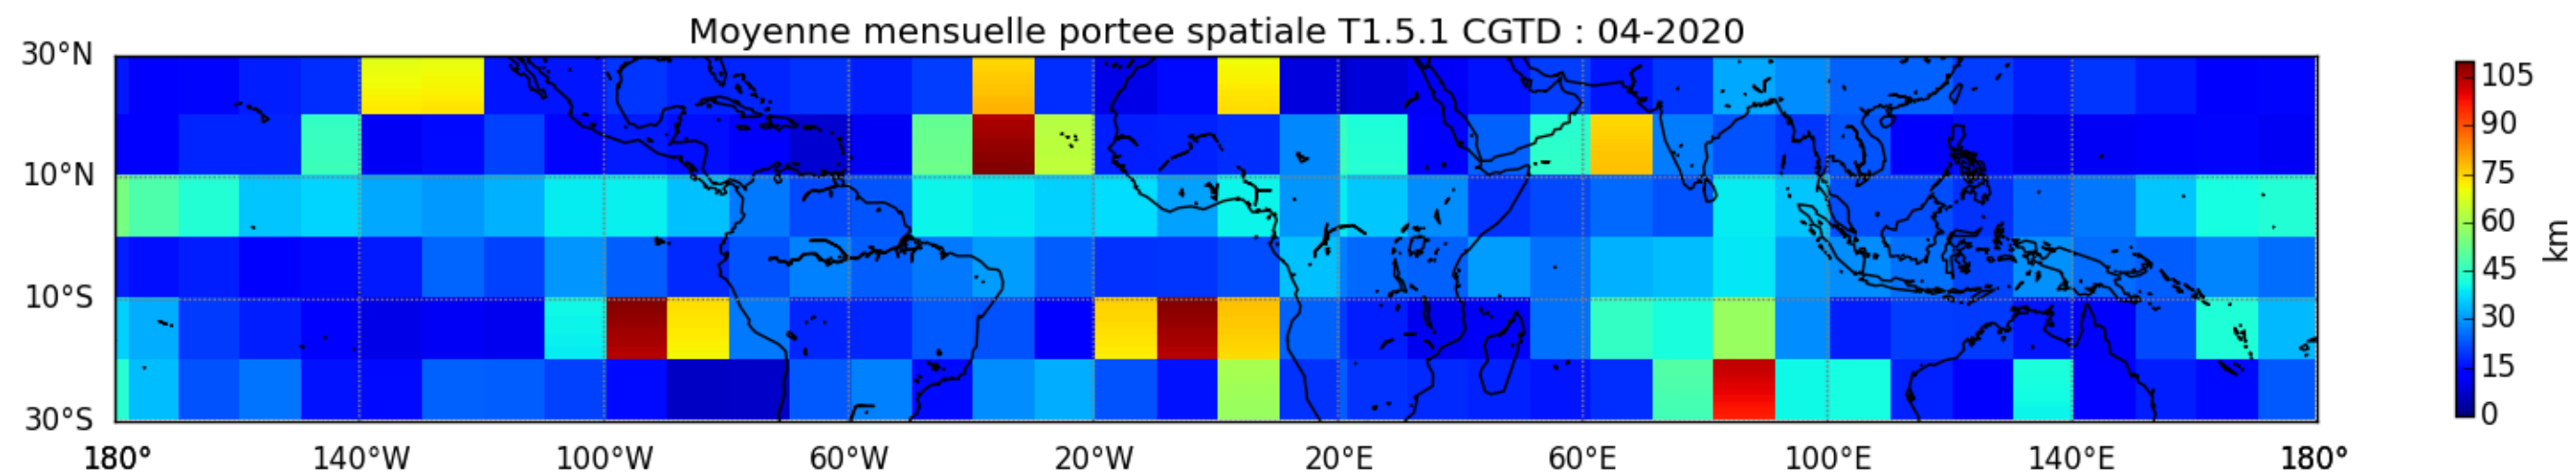 Moyenne mensuelle portee spatiale T1.5.1 CGTD : 04-2020
30°N
10°N
10°S
30°S
180° 140°W 100°W 60°W 20°W 20°E 60°E 100°E 140°E 180°
105
90
75
60
45
30
15
0
km